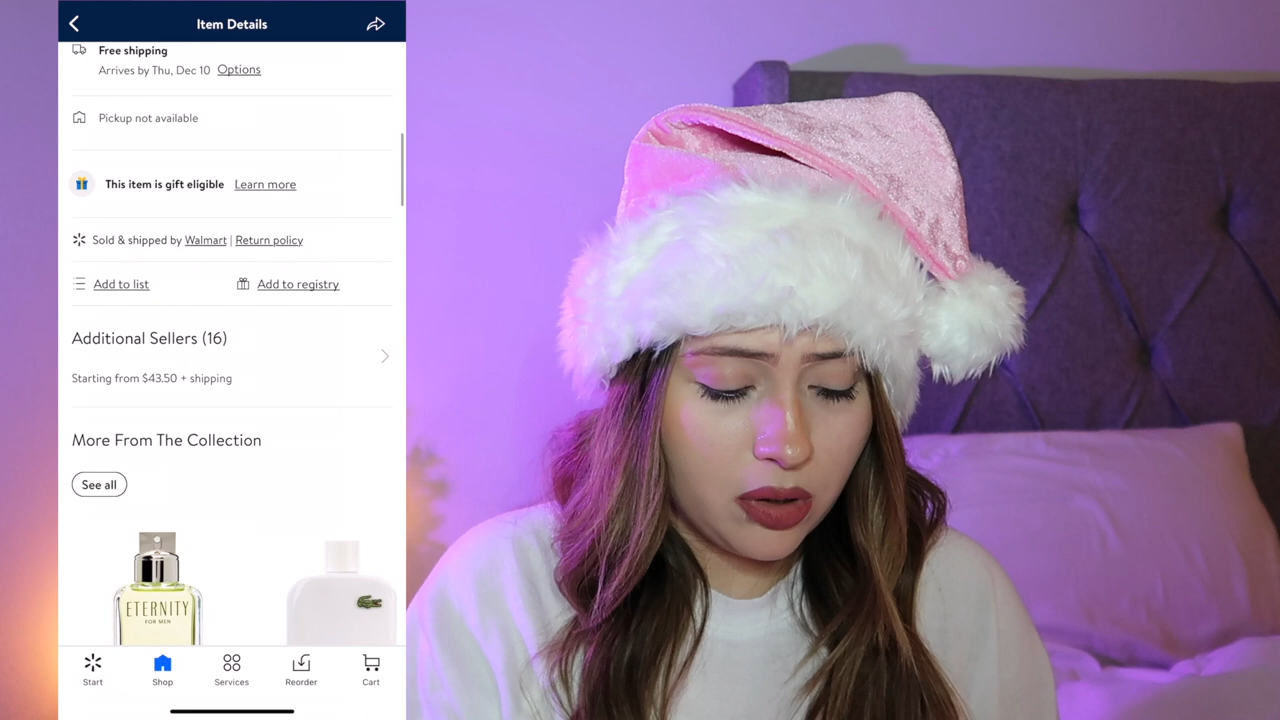 Item Details
Free shipping
Arrives by Thu, Dec 10 Options
Pickup not available
This item is gift eligible Learn more
Sold & shipped by Walmart | Return policy
Add to list
Add to registry
Additional Sellers (16)
Starting from $43.50 + shipping
More From The Collection
See all
ETERNITY
FOR MEN
Start
Shop
Services
Reorder
Cart